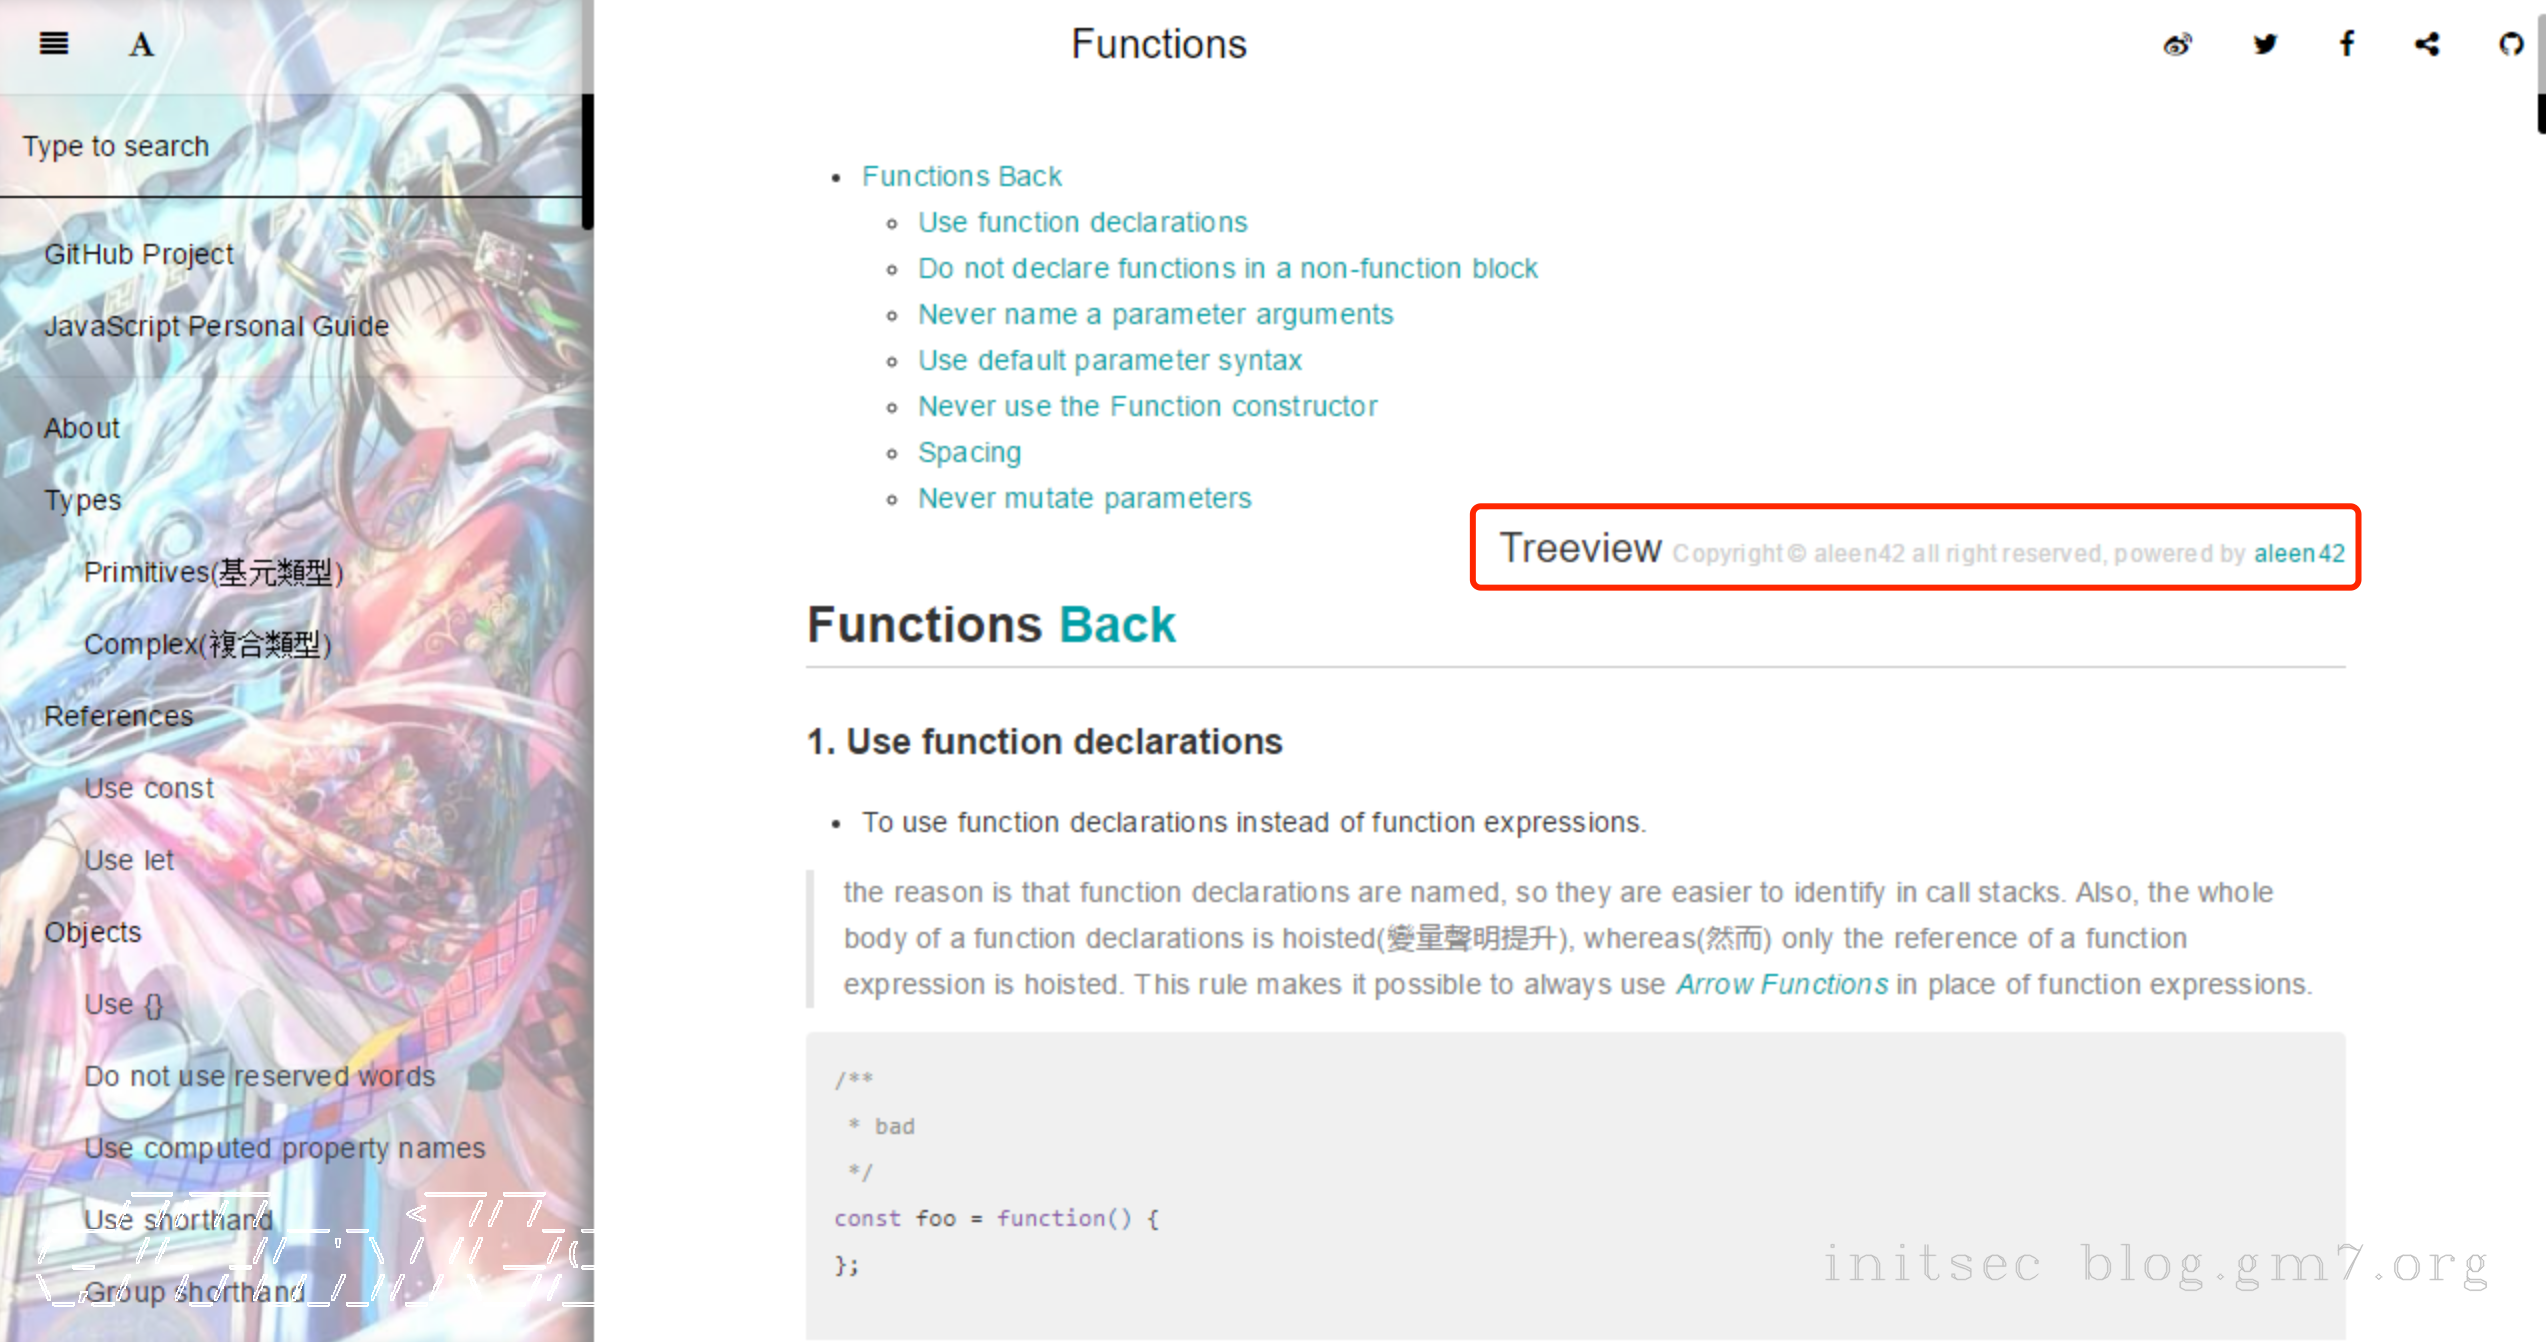 A
Functions
Type to search
GitHub Project
JavaScript Personal Guide
About
Types
Primitives(基元類型)
Complex(複合類型)
References
Use const
Use let
Objects
Use {}
Do not use reserved words
Use computed property names
Use shorthand
Group shorthand
Functions Back
Use function declarations
Do not declare functions in a non-function block
Never name a parameter arguments
Use default parameter syntax
Never use the Function constructor
Spacing
Never mutate parameters
Treeview Copyright © aleen42 all right reserved, powered by aleen42
Functions Back
1. Use function declarations
To use function declarations instead of function expressions.
the reason is that function declarations are named, so they are easier to identify in call stacks. Also, the whole
body of a function declarations is hoisted(變量聲明提升), whereas(然而) only the reference of a function
expression is hoisted. This rule makes it possible to always use Arrow Functions in place of function expressions.
/**
 * bad
 */
const foo = function() {
};
initsec blog.gm7.org